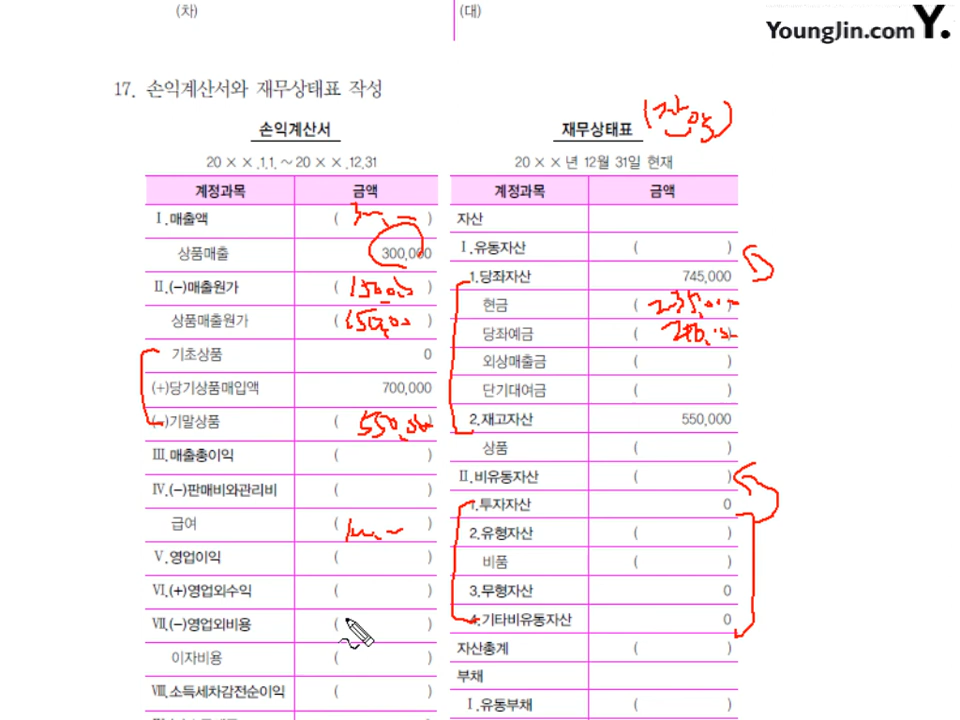 (차)
(대)
YoungJin.com Y.
17. 손익계산서와 재무상태표 작성
손익계산서
20××.1.1.～20××.12.31
계정과목 금액
Ⅰ.매출액 ( )
상품매출 300,000
Ⅱ.(−)매출원가 ( 150,000 )
상품매출원가 ( 150,000 )
기초상품 0
(+)당기상품매입액 700,000
(−)기말상품 ( 550,000 )
Ⅲ.매출총이익 ( )
Ⅳ.(−)판매비와관리비 ( )
급여 ( )
Ⅴ.영업이익 ( )
Ⅵ.(+)영업외수익 ( )
Ⅶ.(−)영업외비용 ( )
이자비용 ( )
Ⅷ.소득세차감전순이익 ( )
재무상태표
20××년 12월 31일 현재
계정과목 금액
자산
Ⅰ.유동자산 ( )
1.당좌자산 745,000
현금 ( 235,000 )
당좌예금 ( )
외상매출금 ( )
단기대여금 ( )
2.재고자산 550,000
상품 ( )
Ⅱ.비유동자산 ( )
1.투자자산 0
2.유형자산 ( )
비품 ( )
3.무형자산 0
4.기타비유동자산 0
자산총계 ( )
부채
Ⅰ.유동부채 ( )